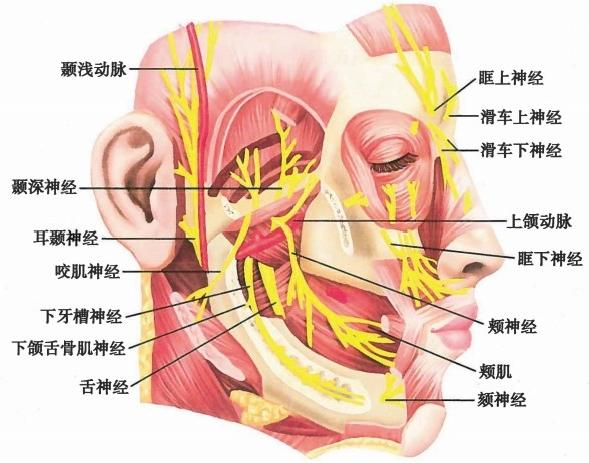 颞浅动脉
颞深神经
耳颞神经
咬肌神经
下牙槽神经
下颌舌骨肌神经
舌神经
眶上神经
滑车上神经
滑车下神经
上颌动脉
眶下神经
颊神经
颊肌
颏神经